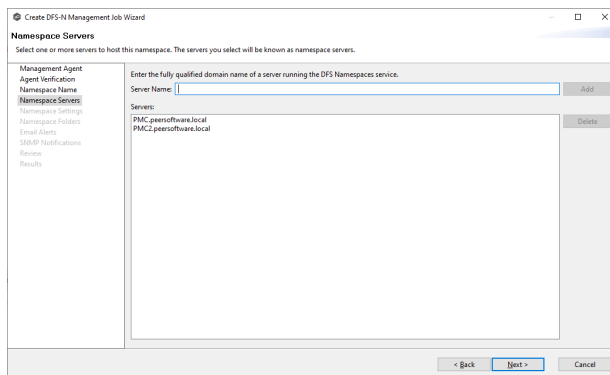 Create DFS-N Management Job Wizard
Namespace Servers
Select one or more servers to host this namespace. The servers you select will be known as namespace servers.
Management Agent
Agent Verification
Namespace Name
Namespace Servers
Namespace Settings
Namespace Folders
Email Alerts
SNMP Notifications
Review
Results
Enter the fully qualified domain name of a server running the DFS Namespaces service.
Server Name:
Add
Servers:
PMC.peersoftware.local
PMC2.peersoftware.local
Delete
< Back
Next >
Cancel